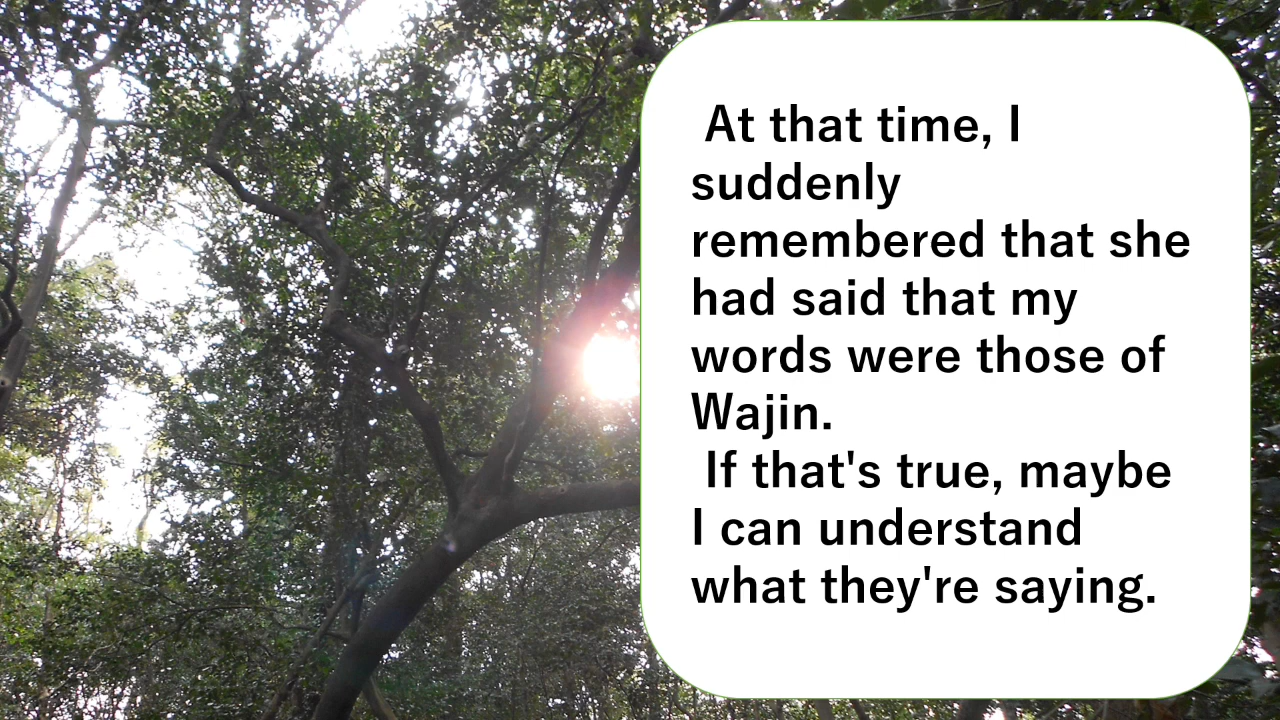 At that time, I
suddenly
remembered that she
had said that my
words were those of
Wajin.
If that's true, maybe
I can understand
what they're saying.